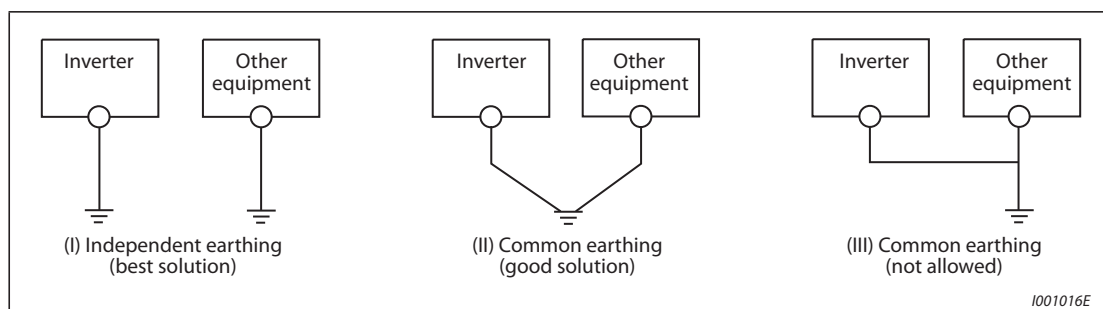 Inverter
Other
equipment
(I) Independent earthing
(best solution)
Inverter
Other
equipment
(II) Common earthing
(good solution)
Inverter
Other
equipment
(III) Common earthing
(not allowed)
I001016E